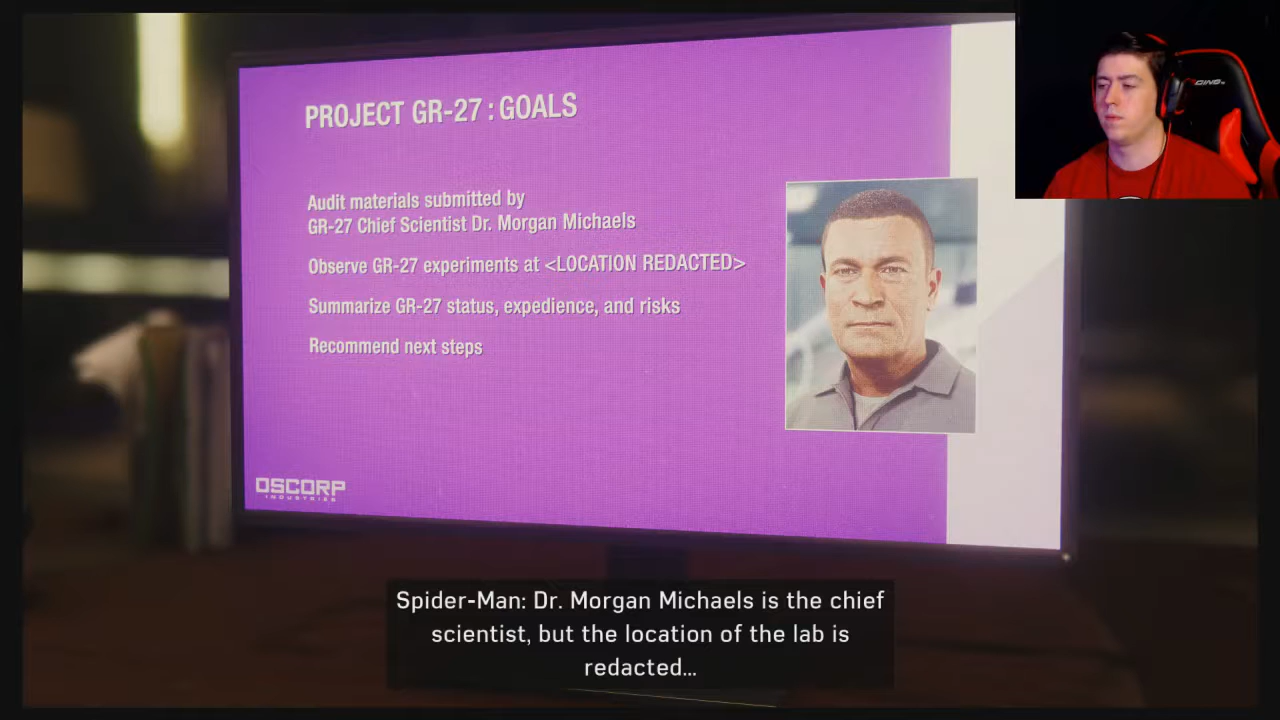 PROJECT GR-27 : GOALS
Audit materials submitted by
GR-27 Chief Scientist Dr. Morgan Michaels
Observe GR-27 experiments at <LOCATION REDACTED>
Summarize GR-27 status, expedience, and risks
Recommend next steps
OSCORP
INDUSTRIES
Spider-Man: Dr. Morgan Michaels is the chief
scientist, but the location of the lab is
redacted...